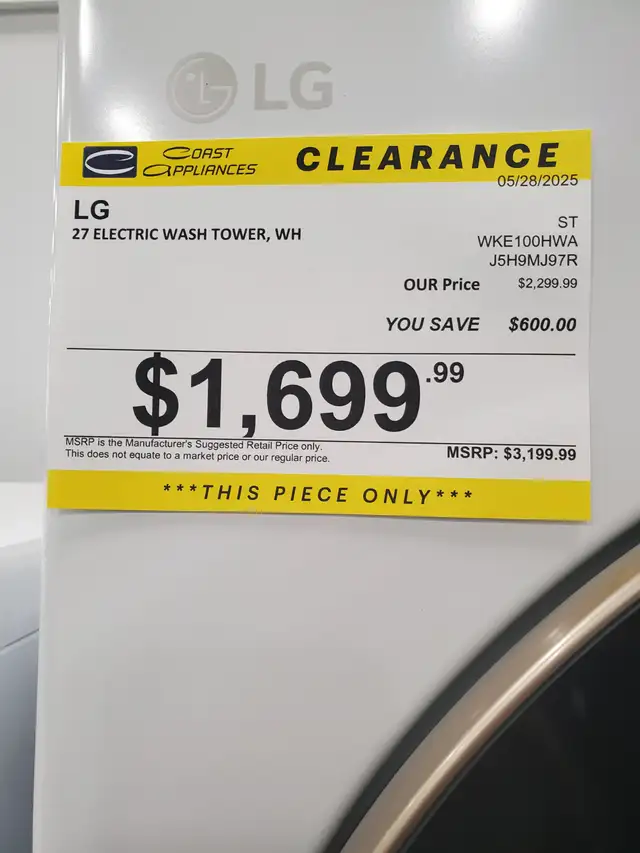 LG
COAST APPLIANCES
CLEARANCE
05/28/2025
LG
27 ELECTRIC WASH TOWER, WH
ST
WKE100HWA
J5H9MJ97R
OUR Price $2,299.99
YOU SAVE $600.00
$1,699.99
MSRP is the Manufacturer's Suggested Retail Price only.
This does not equate to a market price or our regular price.
MSRP: $3,199.99
***THIS PIECE ONLY***